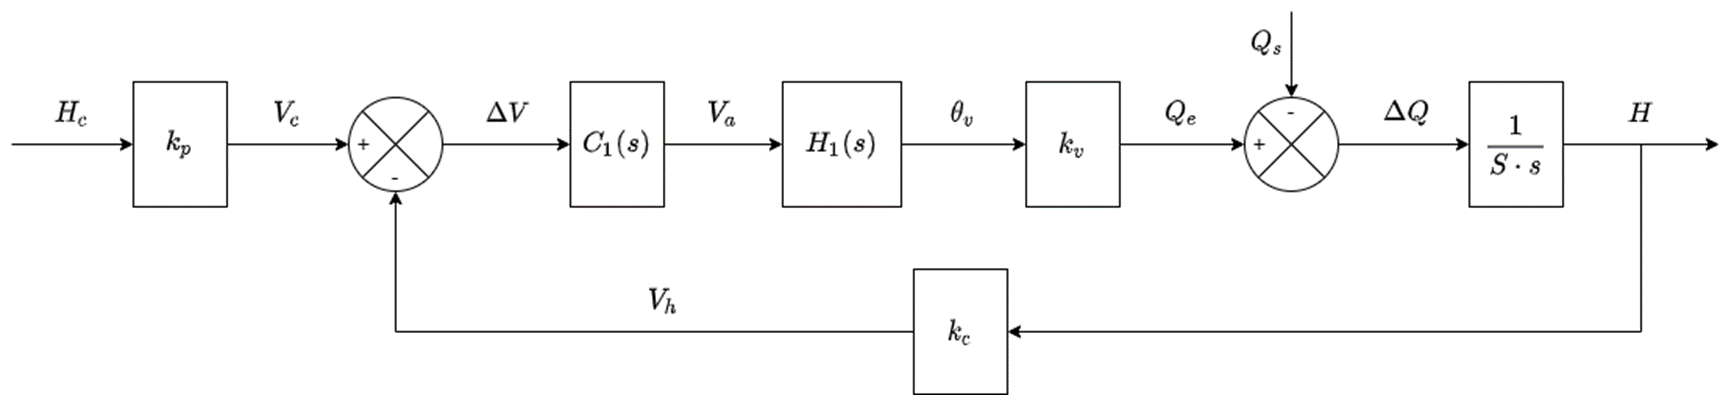 Q_s
H_c
k_p
V_c
+
-
ΔV
C_1(s)
V_a
H_1(s)
θ_v
k_v
Q_e
+
-
ΔQ
1
S · s
H
V_h
k_c